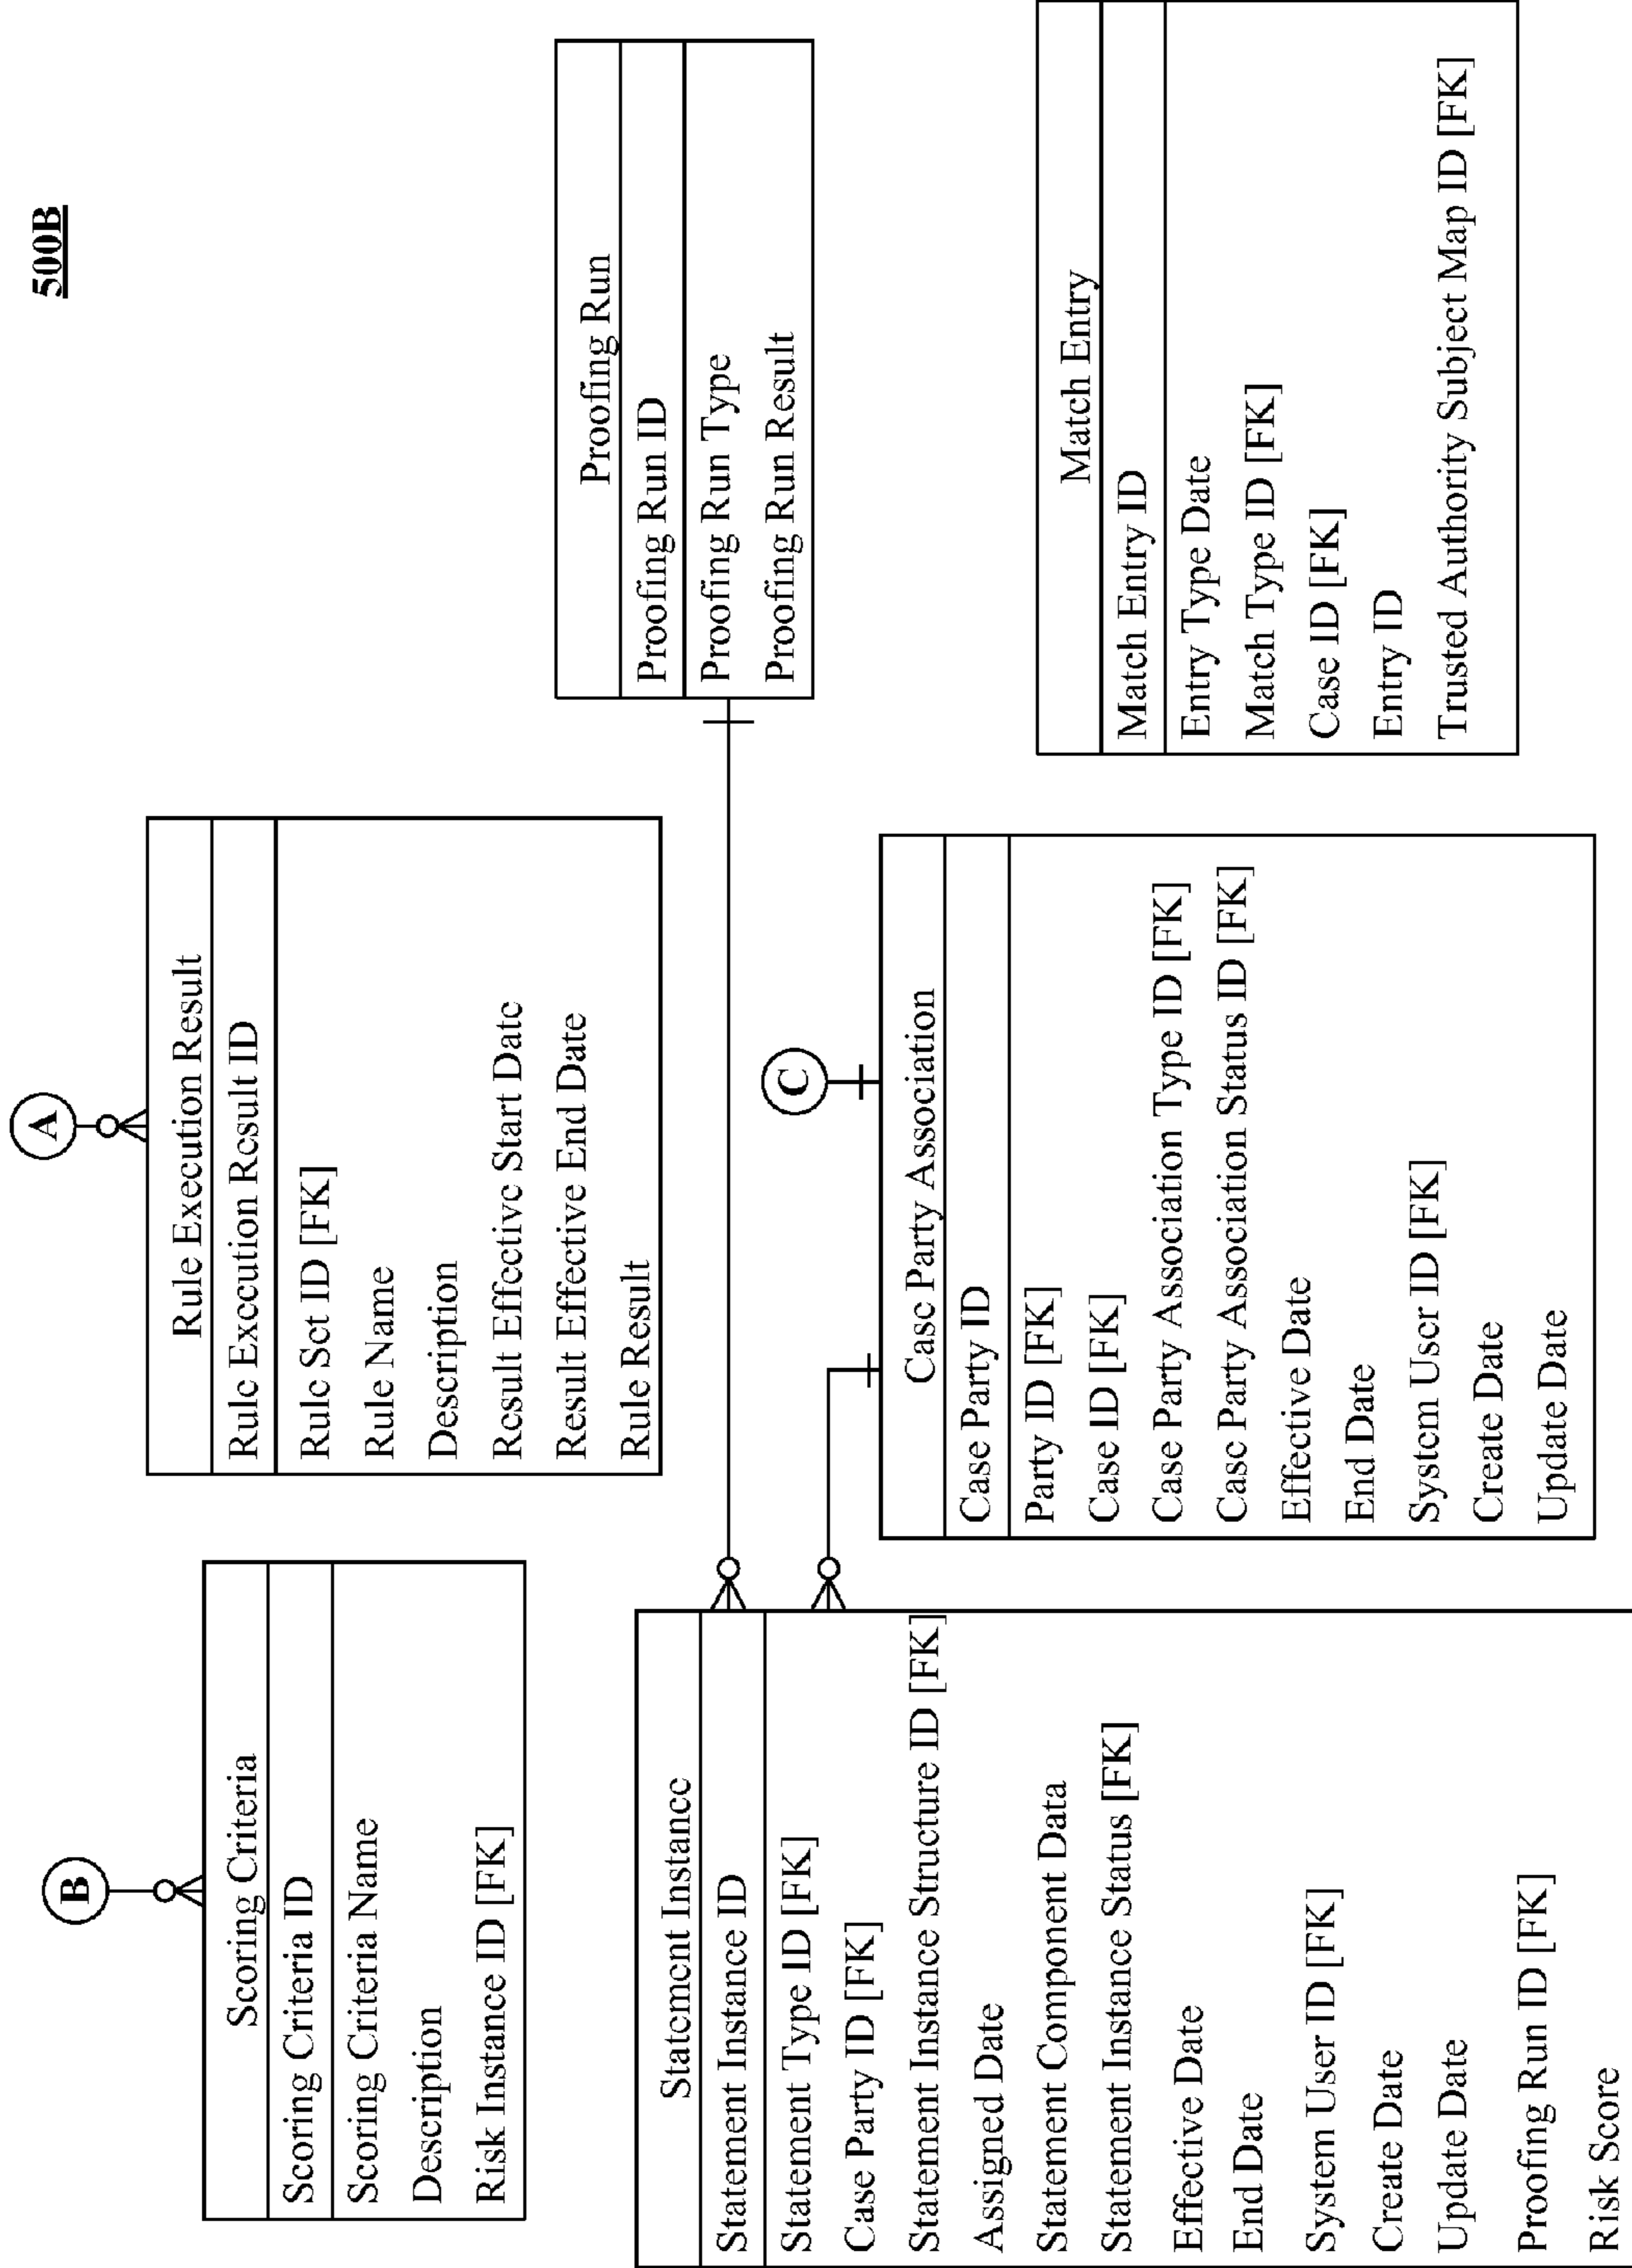 500B
B
Scoring Criteria
Scoring Criteria ID
Scoring Criteria Name
Description
Risk Instance ID [FK]
A
Rule Execution Result
Rule Execution Result ID
Rule Set ID [FK]
Rule Name
Description
Result Effective Start Date
Result Effective End Date
Rule Result
Proofing Run
Proofing Run ID
Proofing Run Type
Proofing Run Result
Statement Instance
Statement Instance ID
Statement Type ID [FK]
Case Party ID [FK]
Statement Instance Structure ID [FK]
Assigned Date
Statement Component Data
Statement Instance Status [FK]
Effective Date
End Date
System User ID [FK]
Create Date
Update Date
Proofing Run ID [FK]
Risk Score
C
Case Party Association
Case Party ID
Party ID [FK]
Case ID [FK]
Case Party Association Type ID [FK]
Case Party Association Status ID [FK]
Effective Date
End Date
System User ID [FK]
Create Date
Update Date
Match Entry
Match Entry ID
Entry Type Date
Match Type ID [FK]
Case ID [FK]
Entry ID
Trusted Authority Subject Map ID [FK]